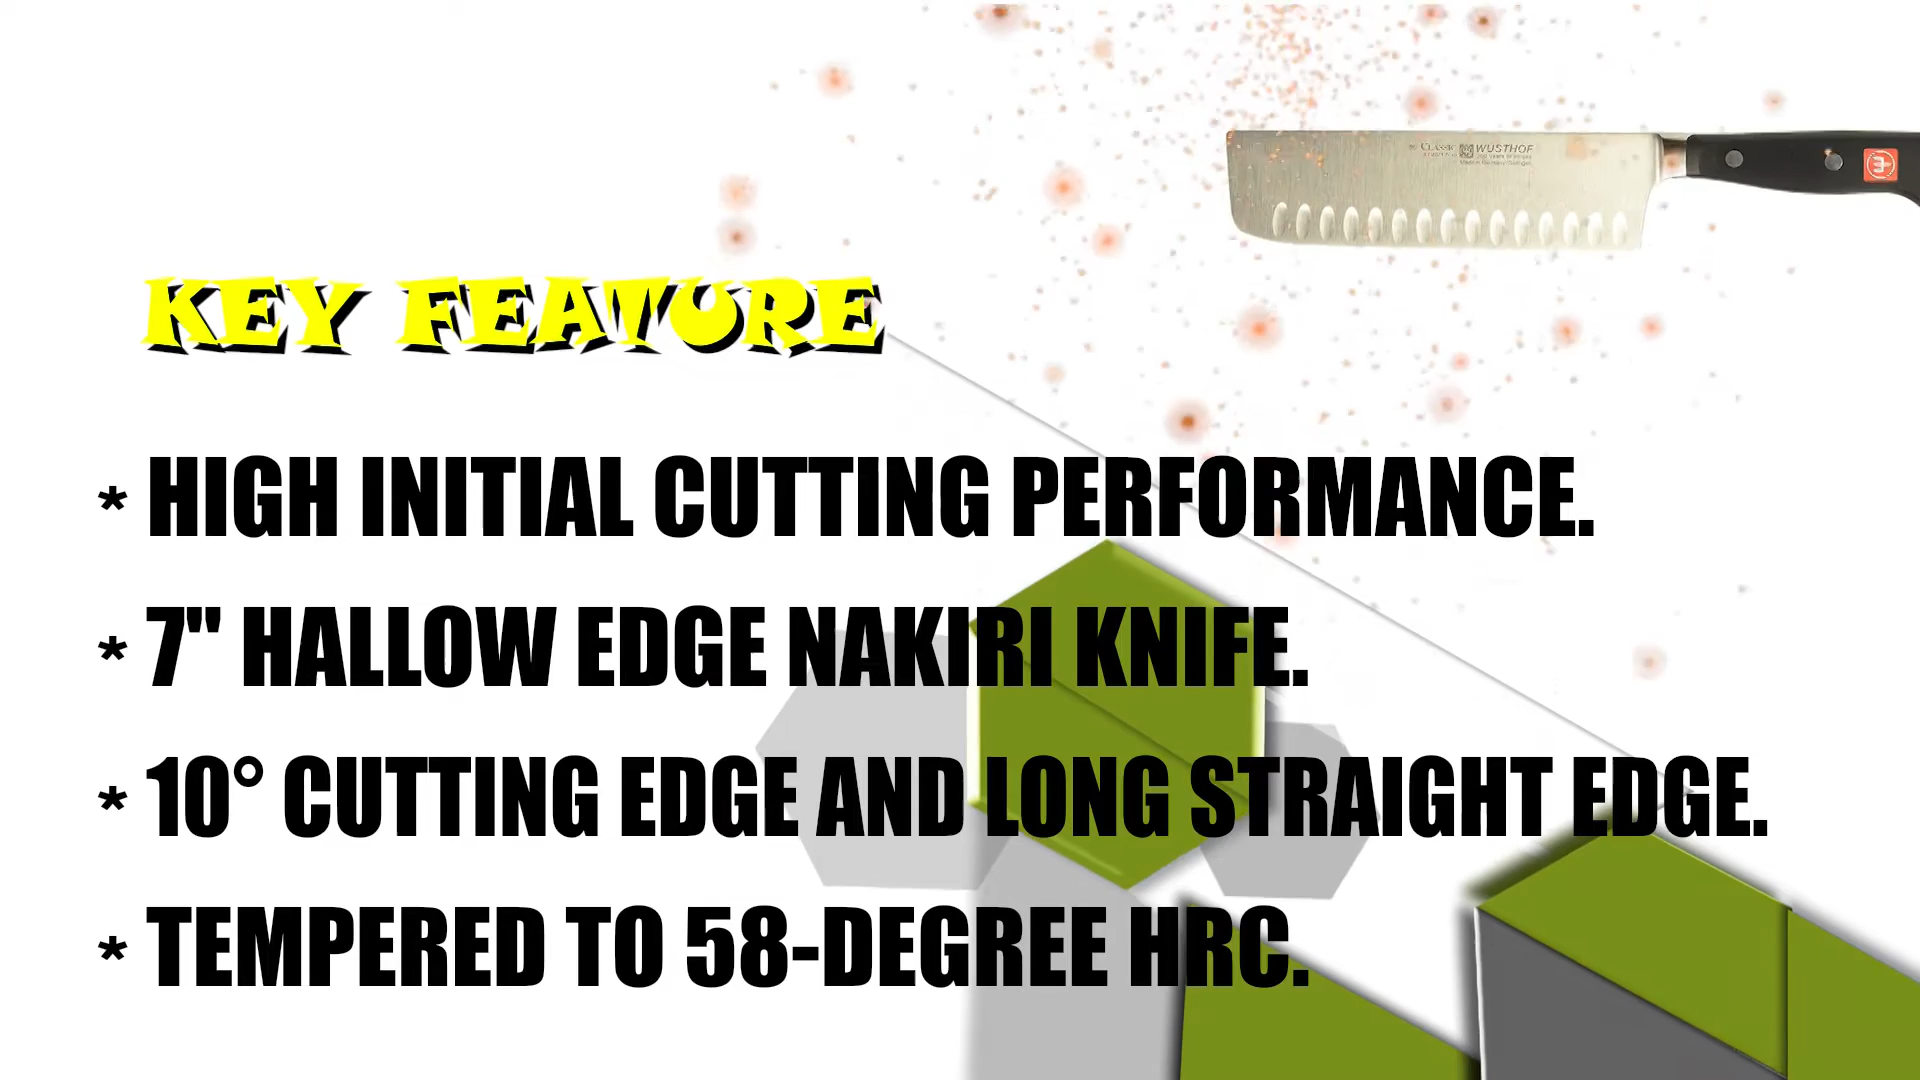 CLASSIC WUSTHOF
KEY FEATURE
* HIGH INITIAL CUTTING PERFORMANCE.
* 7" HALLOW EDGE NAKIRI KNIFE.
* 10° CUTTING EDGE AND LONG STRAIGHT EDGE.
* TEMPERED TO 58-DEGREE HRC.